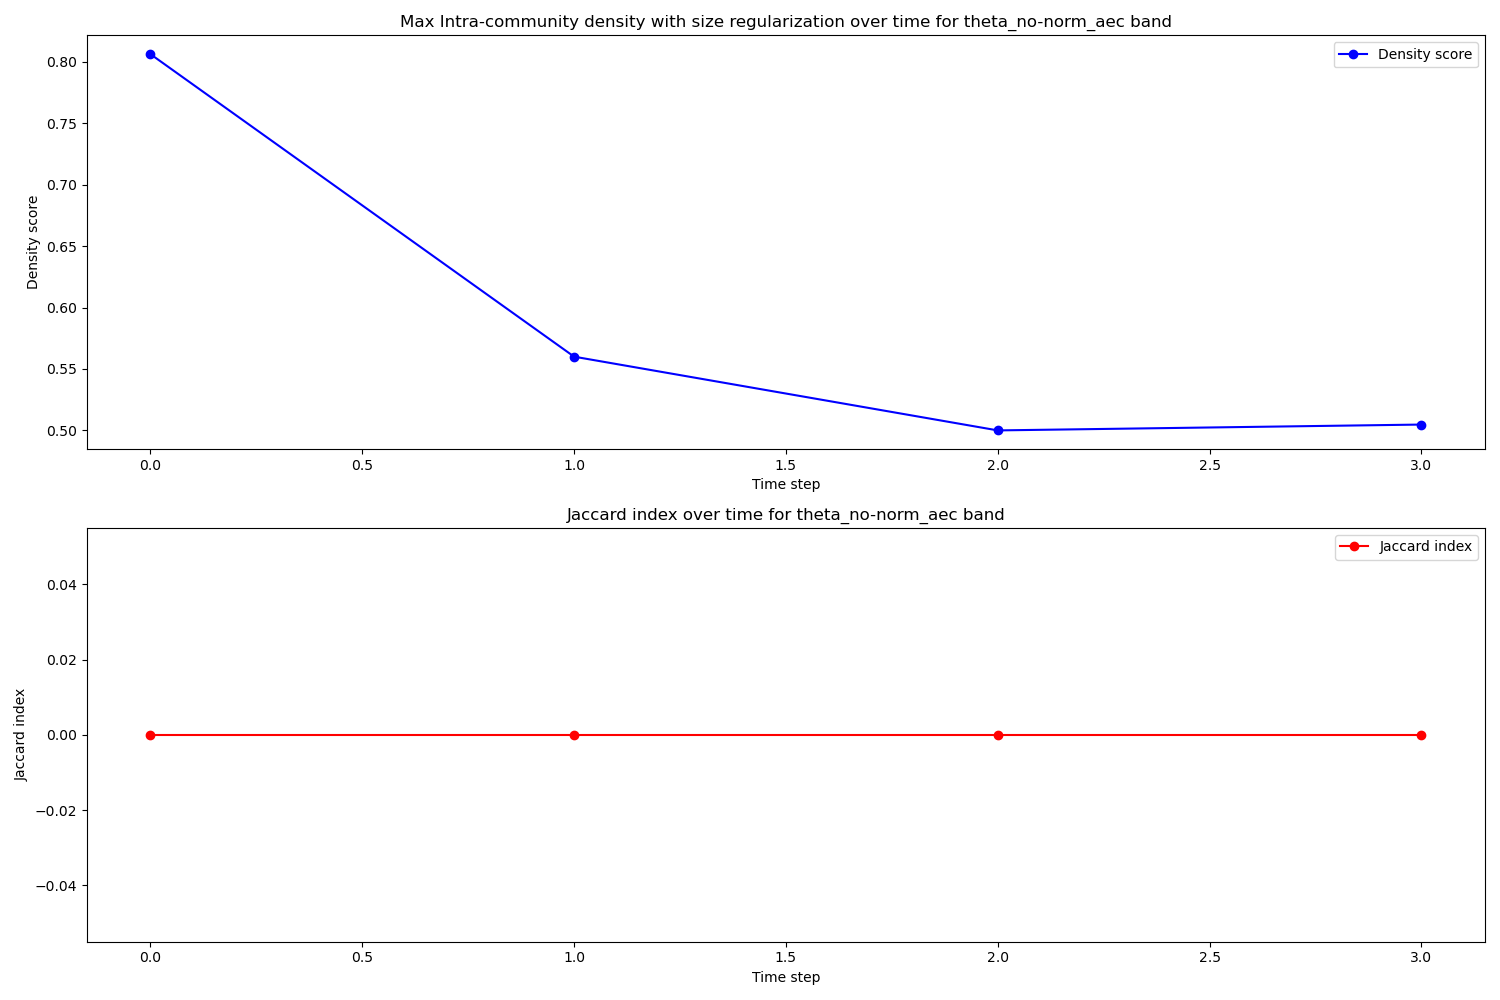 Max Intra-community density with size regularization over time for theta_no-norm_aec band
Density score
0.80
0.75
0.70
0.65
0.60
0.55
0.50
Density score
0.0 0.5 1.0 1.5 2.0 2.5 3.0
Time step
Jaccard index over time for theta_no-norm_aec band
Jaccard index
0.04
0.02
0.00
−0.02
−0.04
Jaccard index
0.0 0.5 1.0 1.5 2.0 2.5 3.0
Time step